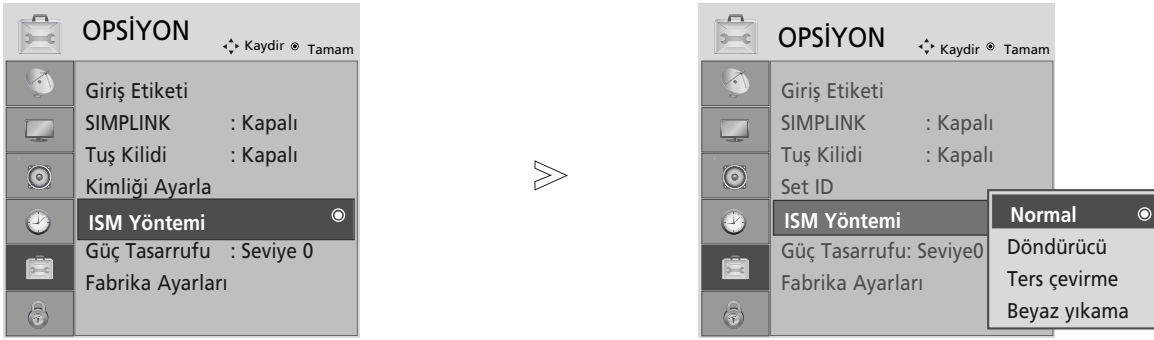 OPSİYON Kaydir Tamam
Giriş Etiketi
SIMPLINK : Kapalı
Tuş Kilidi : Kapalı
Kimliği Ayarla
ISM Yöntemi
Güç Tasarrufu : Seviye 0
Fabrika Ayarları
OPSİYON Kaydir Tamam
Giriş Etiketi
SIMPLINK : Kapalı
Tuş Kilidi : Kapalı
Set ID
ISM Yöntemi
Güç Tasarrufu: Seviye0
Fabrika Ayarları
Normal
Döndürücü
Ters çevirme
Beyaz yıkama